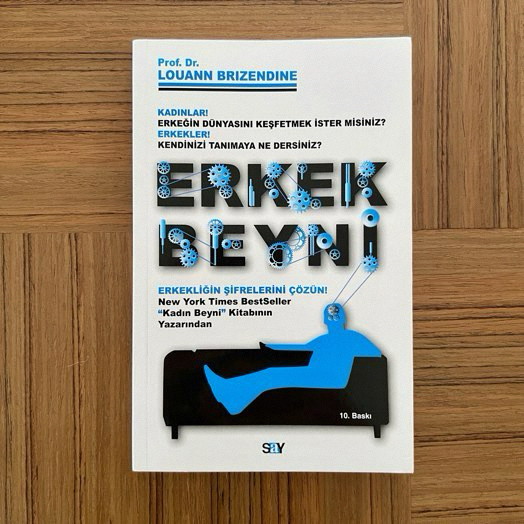 Prof. Dr.
LOUANN BRIZENDINE
KADINLAR!
ERKEĞİN DÜNYASINI KEŞFETMEK İSTER MİSİNİZ?
ERKEKLER!
KENDİNİZİ TANIMAYA NE DERSİNİZ?
ERKEK
BEYNİ
ERKEKLİĞİN ŞİFRELERİNİ ÇÖZÜN!
New York Times BestSeller
“Kadın Beyni” Kitabının
Yazarından
10. Baskı
SAY